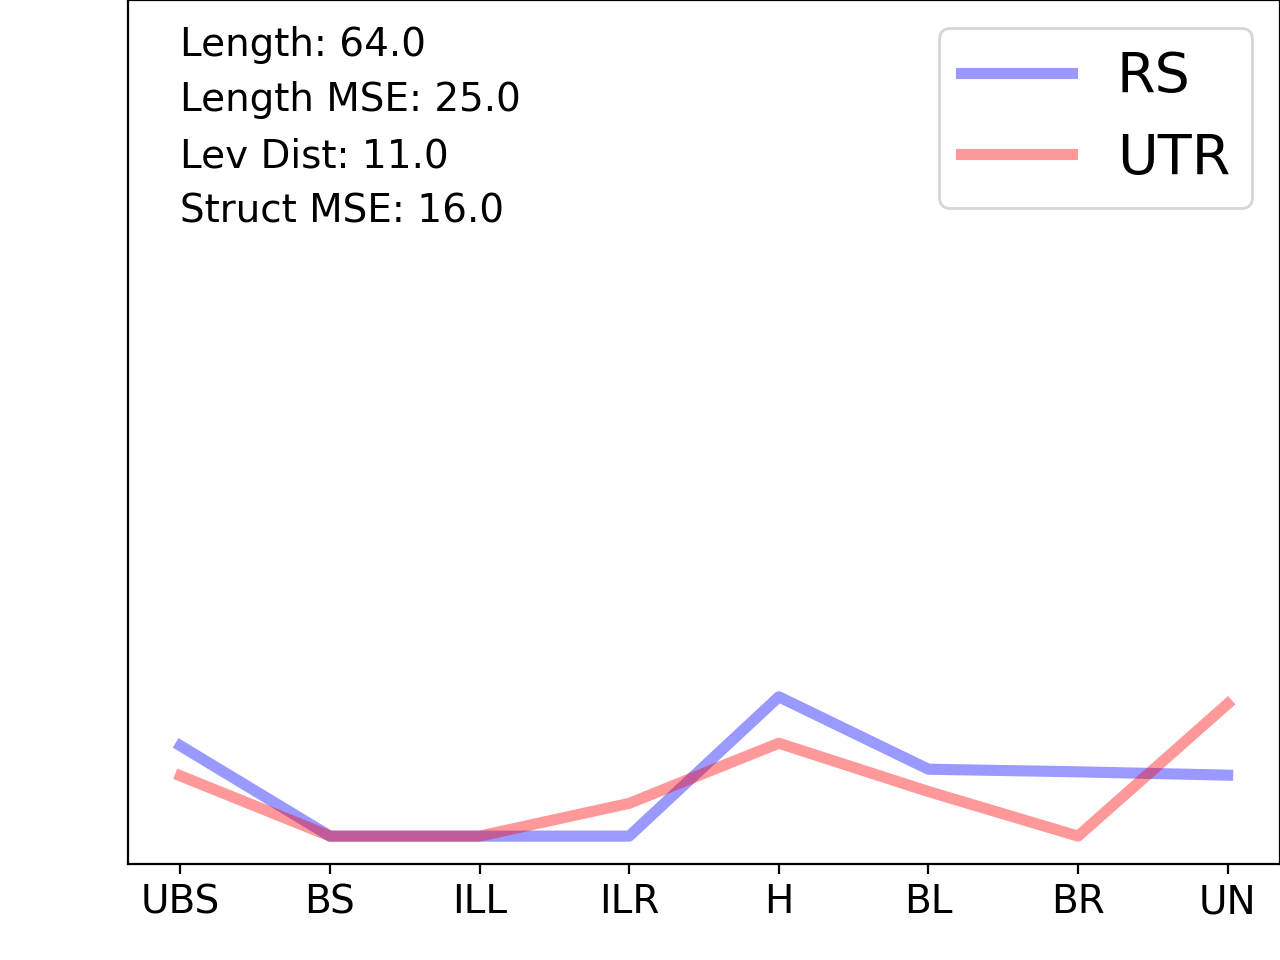 Length: 64.0
Length MSE: 25.0
Lev Dist: 11.0
Struct MSE: 16.0
RS
UTR
UBS BS ILL ILR H BL BR UN